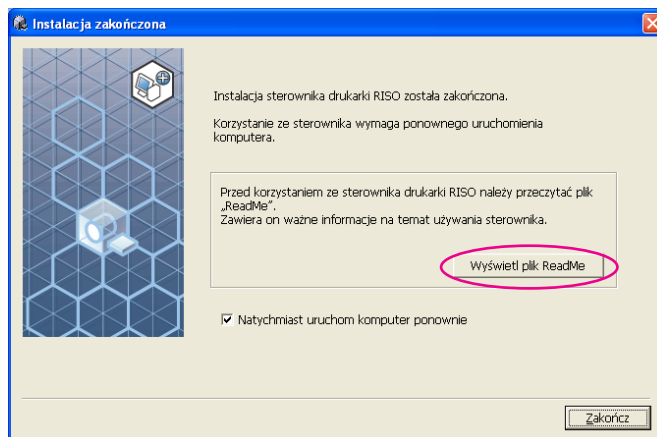 Instalacja zakończona
Instalacja sterownika drukarki RISO została zakończona.
Korzystanie ze sterownika wymaga ponownego uruchomienia
komputera.
Przed korzystaniem ze sterownika drukarki RISO należy przeczytać plik
„ReadMe”.
Zawiera on ważne informacje na temat używania sterownika.
Wyświetl plik ReadMe
Natychmiast uruchom komputer ponownie
Zakończ